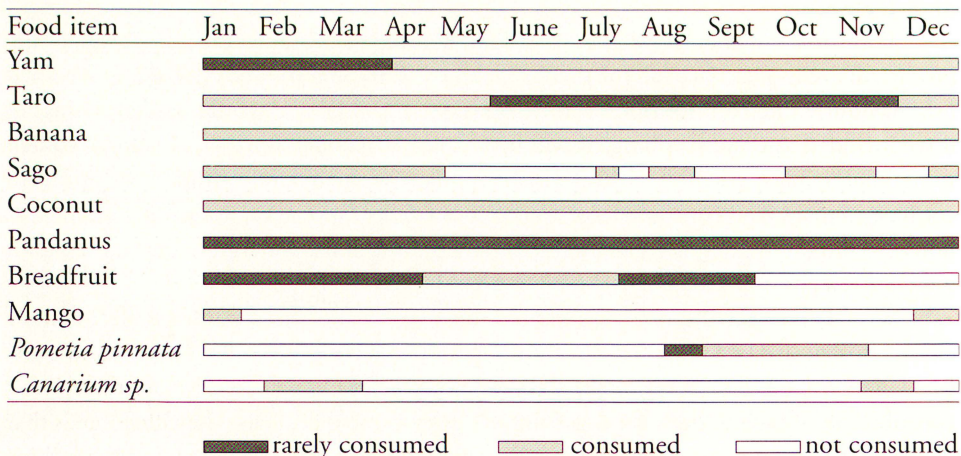 Food item Jan Feb Mar Apr May June July Aug Sept Oct Nov Dec
Yam
Taro
Banana
Sago
Coconut
Pandanus
Breadfruit
Mango
Pometia pinnata
Canarium sp.
rarely consumed consumed not consumed